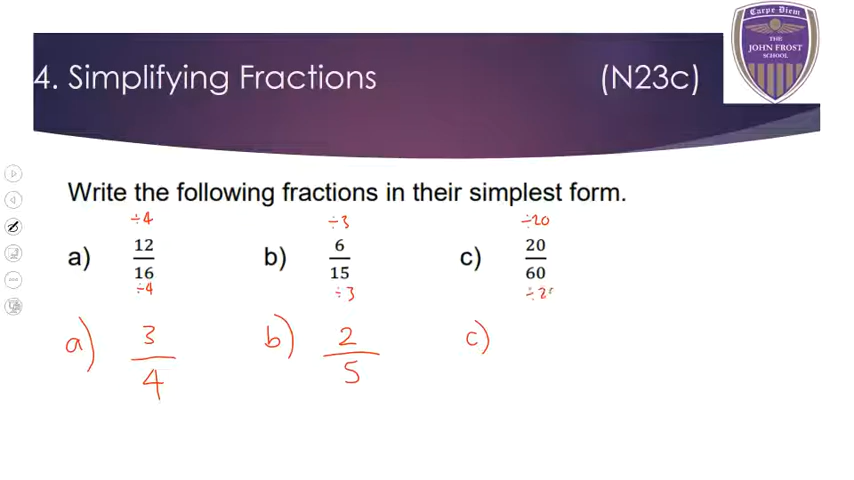 Carpe Diem
THE
JOHN FROST
SCHOOL
4. Simplifying Fractions (N23c)
Write the following fractions in their simplest form.
÷4 ÷3 ÷20
a) 12/16 b) 6/15 c) 20/60
÷4 ÷3 ÷2
a) 3/4 b) 2/5 c)